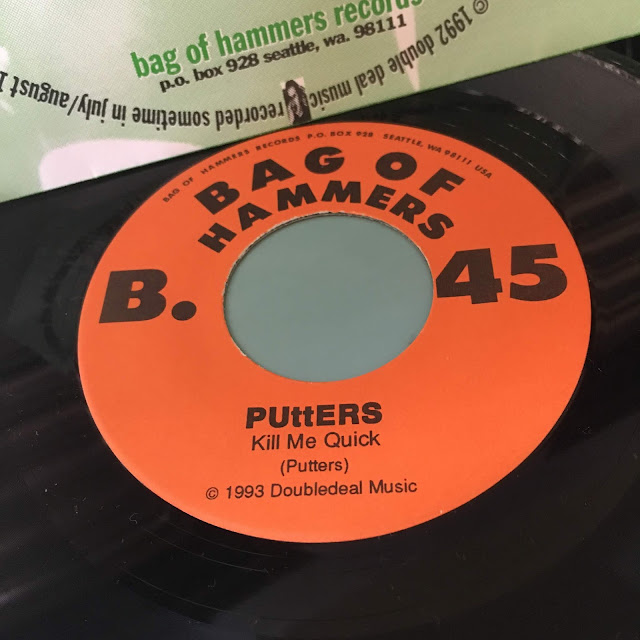 bag of hammers records
p.o. box 928 seattle, wa. 98111
© 1992 double deal music
recorded sometime in july/august 1
BAG OF HAMMERS RECORDS P.O. BOX 928 SEATTLE, WA 98111 USA
BAG OF
HAMMERS
B. 45
PUttERS
Kill Me Quick
(Putters)
© 1993 Doubledeal Music